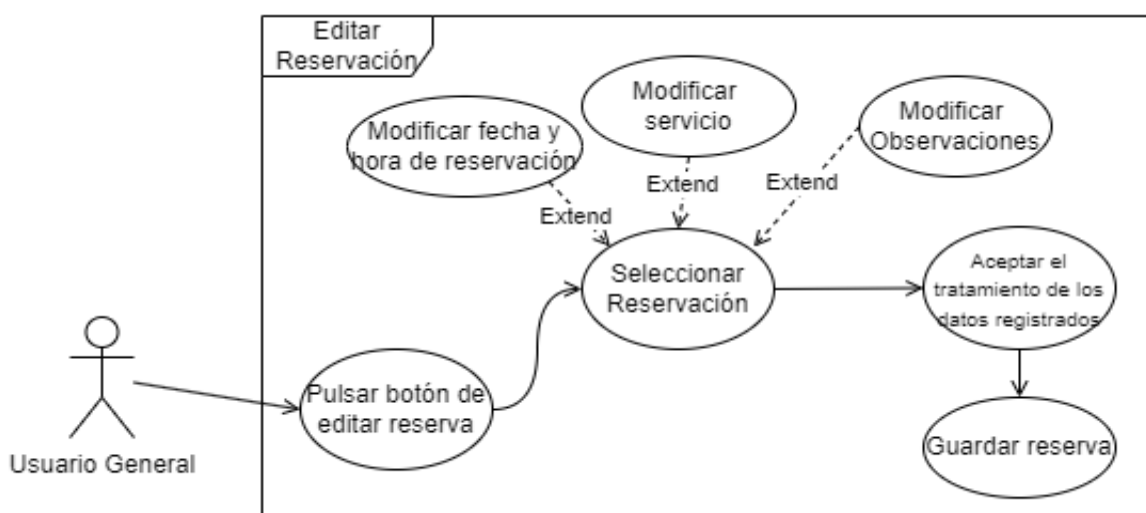 Editar
Reservación
Modificar fecha y
hora de reservación
Modificar
servicio
Modificar
Observaciones
Extend
Extend
Extend
Seleccionar
Reservación
Aceptar el
tratamiento de los
datos registrados
Pulsar botón de
editar reserva
Guardar reserva
Usuario General